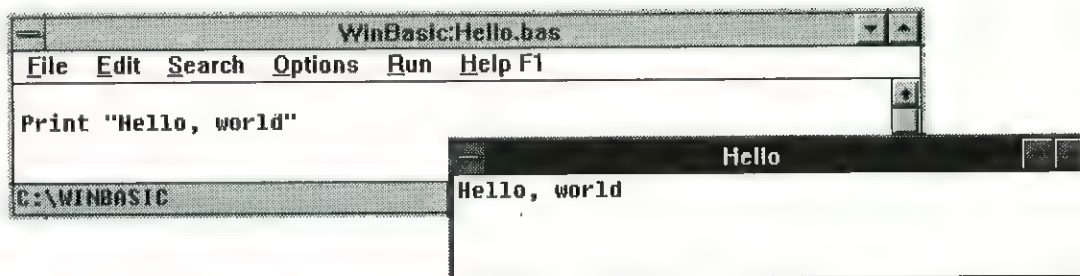 WinBasic:Hello.bas
File Edit Search Options Run Help F1
Print "Hello, world"
C:\WINBASIC
Hello
Hello, world